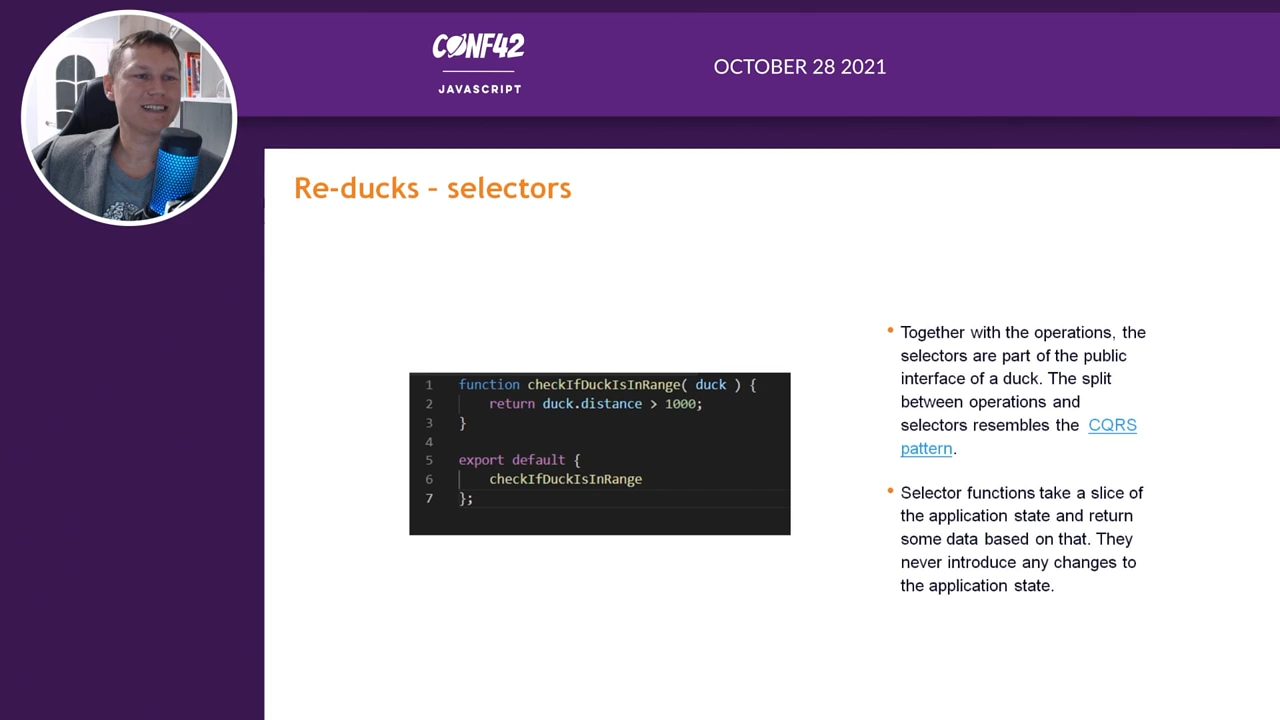 CONF42
JAVASCRIPT
OCTOBER 28 2021
Re-ducks – selectors
1 function checkIfDuckIsInRange( duck ) {
2 return duck.distance > 1000;
3 }
4
5 export default {
6 checkIfDuckIsInRange
7 };
• Together with the operations, the
selectors are part of the public
interface of a duck. The split
between operations and
selectors resembles the CQRS
pattern.
• Selector functions take a slice of
the application state and return
some data based on that. They
never introduce any changes to
the application state.